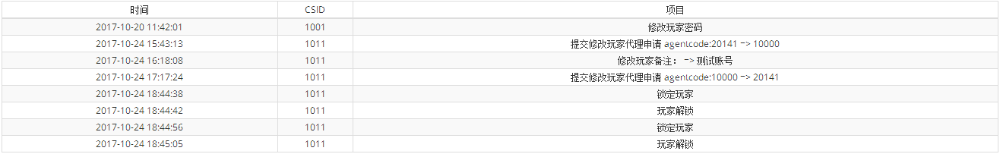 时间 CSID 项目
2017-10-20 11:42:01 1001 修改玩家密码
2017-10-24 15:43:13 1011 提交修改玩家代理申请 agentcode:20141 => 10000
2017-10-24 16:18:08 1011 修改玩家备注： => 测试账号
2017-10-24 17:17:24 1011 提交修改玩家代理申请 agentcode:10000 => 20141
2017-10-24 18:44:38 1011 锁定玩家
2017-10-24 18:44:42 1011 玩家解锁
2017-10-24 18:44:56 1011 锁定玩家
2017-10-24 18:45:05 1011 玩家解锁